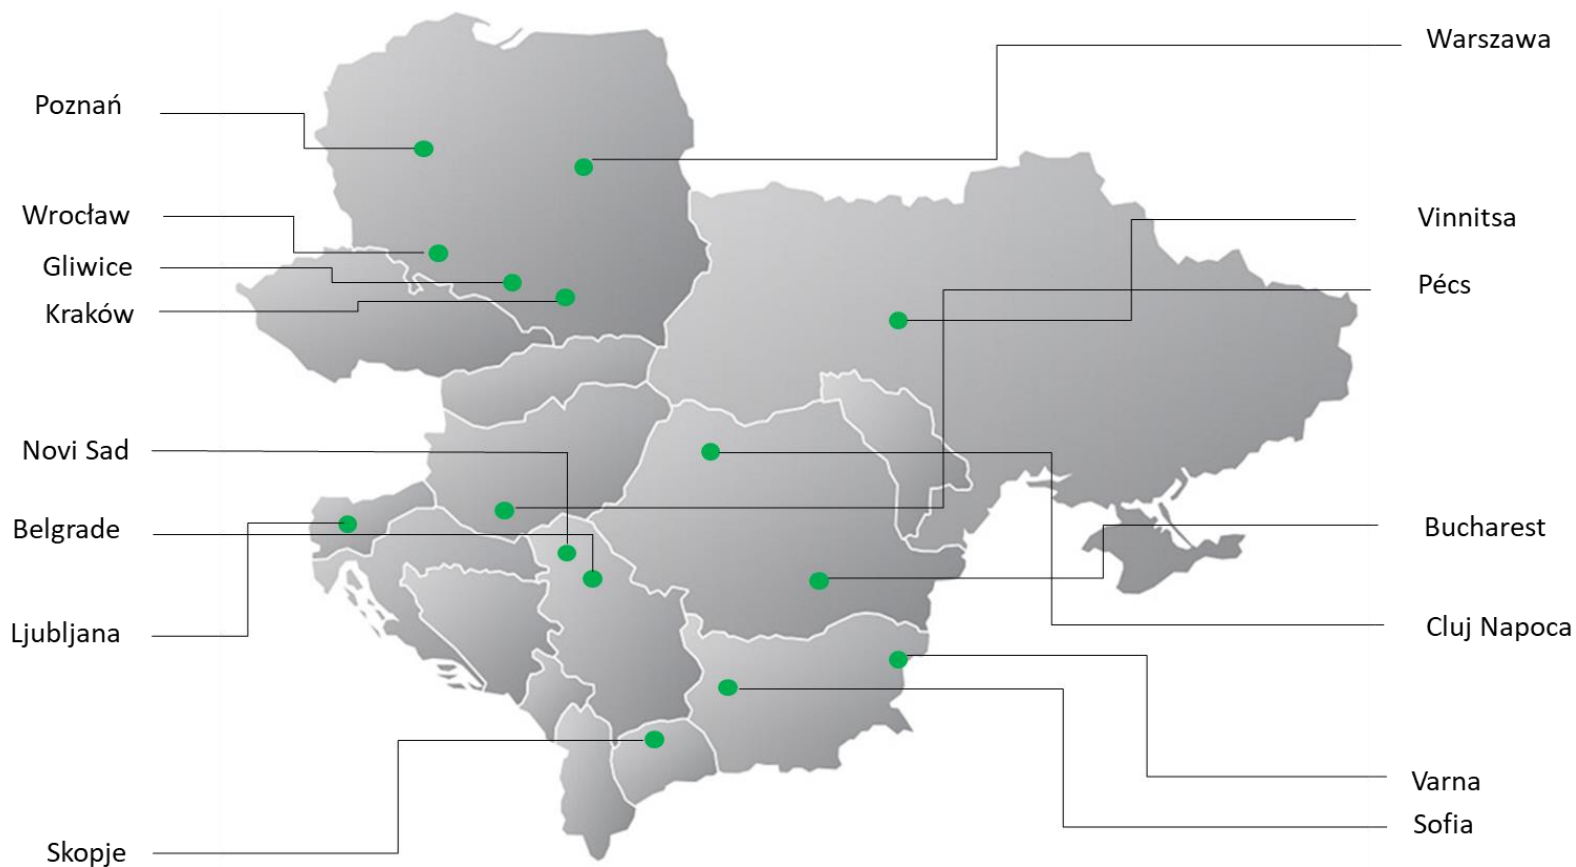 Warszawa
Poznań
Wrocław
Vinnitsa
Gliwice
Pécs
Kraków
Novi Sad
Belgrade
Bucharest
Ljubljana
Cluj Napoca
Varna
Sofia
Skopje